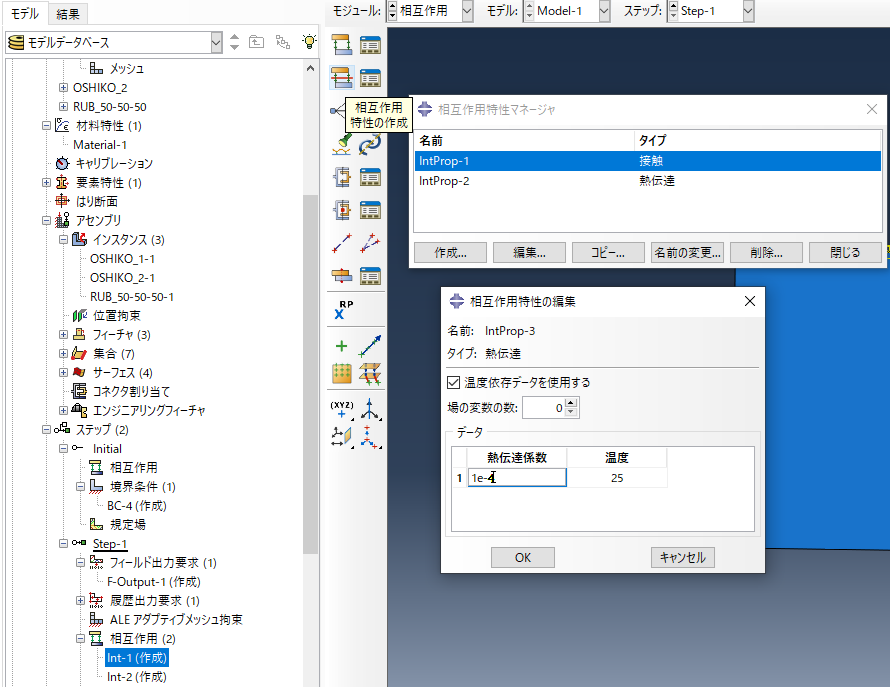 モデル 結果
モジュール: 相互作用 モデル: Model-1 ステップ: Step-1
モデルデータベース
メッシュ
OSHIKO_2
RUB_50-50-50
材料特性 (1)
Material-1
キャリブレーション
要素特性 (1)
はり断面
アセンブリ
インスタンス (3)
OSHIKO_1-1
OSHIKO_2-1
RUB_50-50-50-1
位置拘束
フィーチャ (3)
集合 (7)
サーフェス (4)
コネクタ割り当て
エンジニアリングフィーチャ
ステップ (2)
Initial
相互作用
境界条件 (1)
BC-4 (作成)
規定場
Step-1
フィールド出力要求 (1)
F-Output-1 (作成)
履歴出力要求 (1)
ALE アダプティブメッシュ拘束
相互作用 (2)
Int-1 (作成)
Int-2 (作成)
相互作用
特性の作成
RP
(XYZ)
相互作用特性マネージャ
名前 タイプ
IntProp-1 接触
IntProp-2 熱伝達
作成... 編集... コピー... 名前の変更... 削除... 閉じる
相互作用特性の編集
名前: IntProp-3
タイプ: 熱伝達
温度依存データを使用する
場の変数の数: 0
データ
熱伝達係数 温度
1 1e-4 25
OK キャンセル